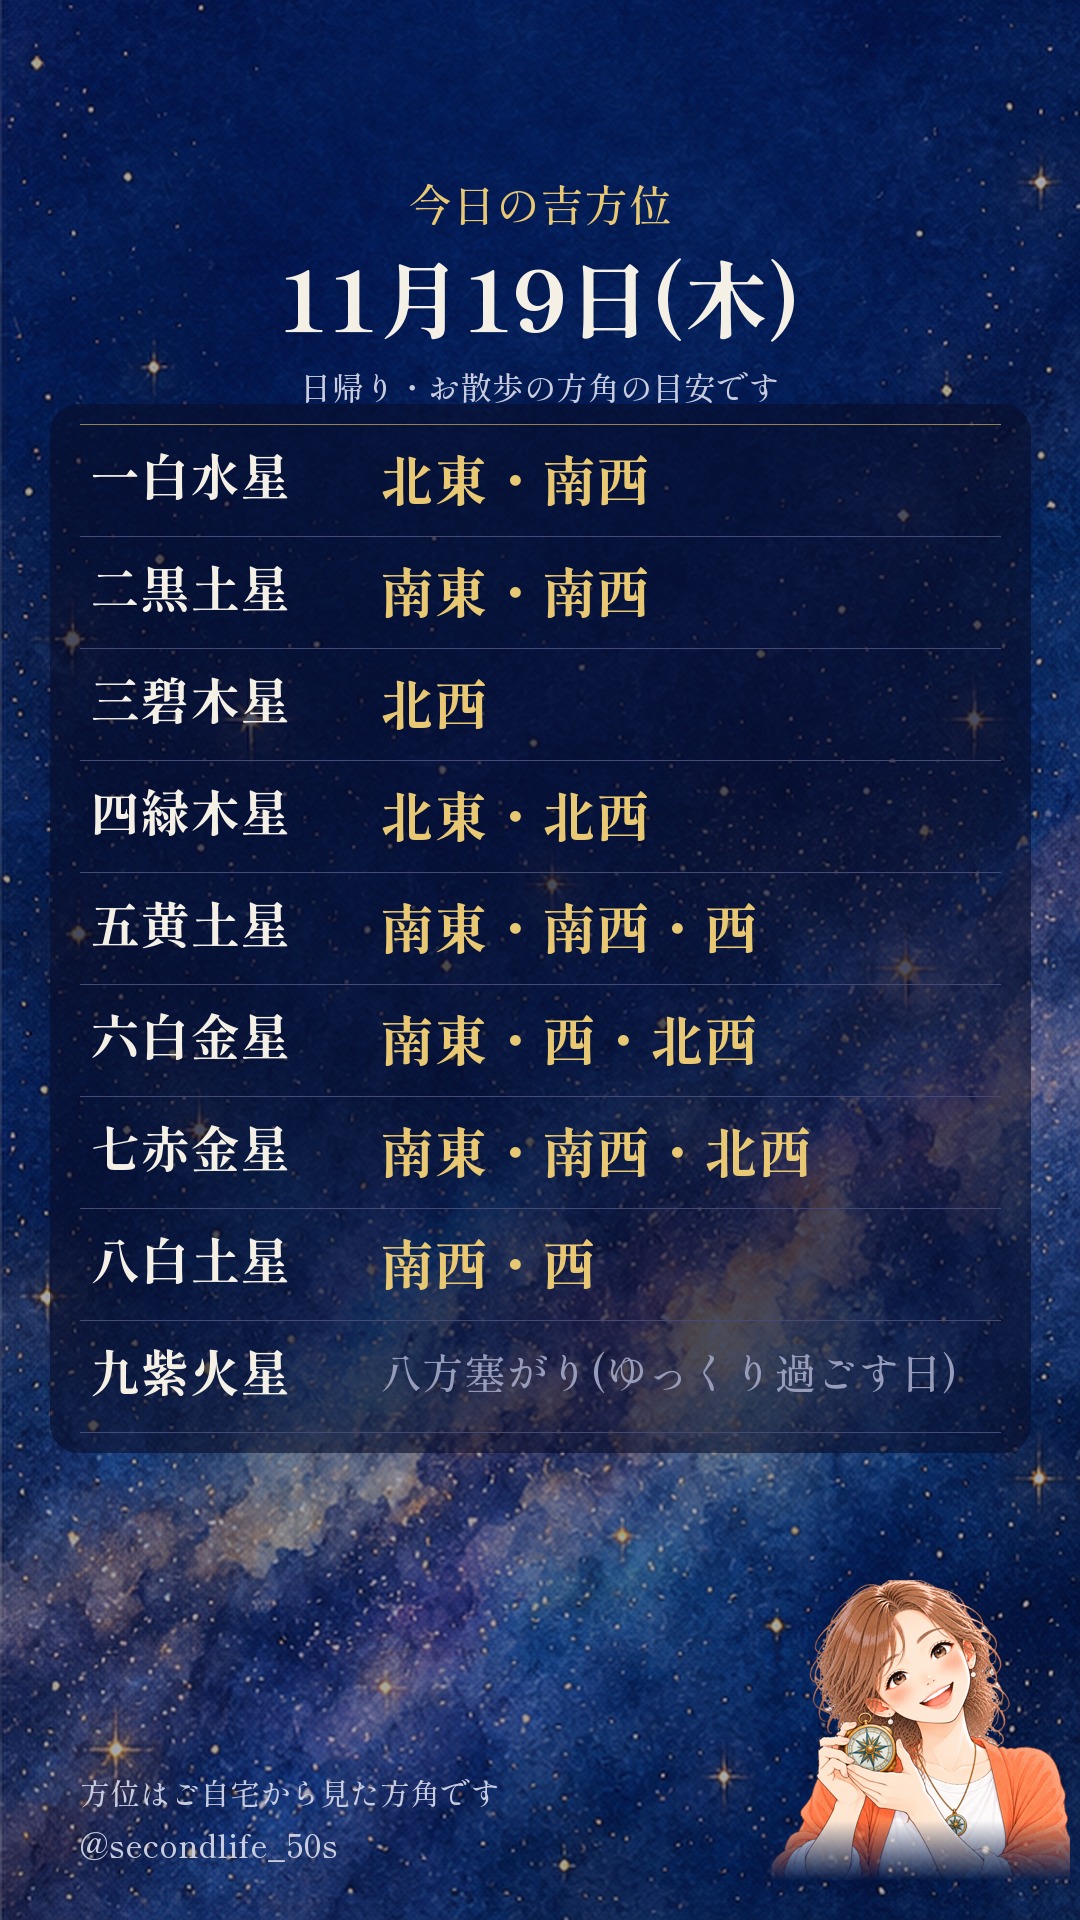 今日の吉方位
11月19日(木)
日帰り・お散歩の方角の目安です
一白水星 北東・南西
二黒土星 南東・南西
三碧木星 北西
四緑木星 北東・北西
五黄土星 南東・南西・西
六白金星 南東・西・北西
七赤金星 南東・南西・北西
八白土星 南西・西
九紫火星 八方塞がり(ゆっくり過ごす日)
方位はご自宅から見た方角です
@secondlife_50s